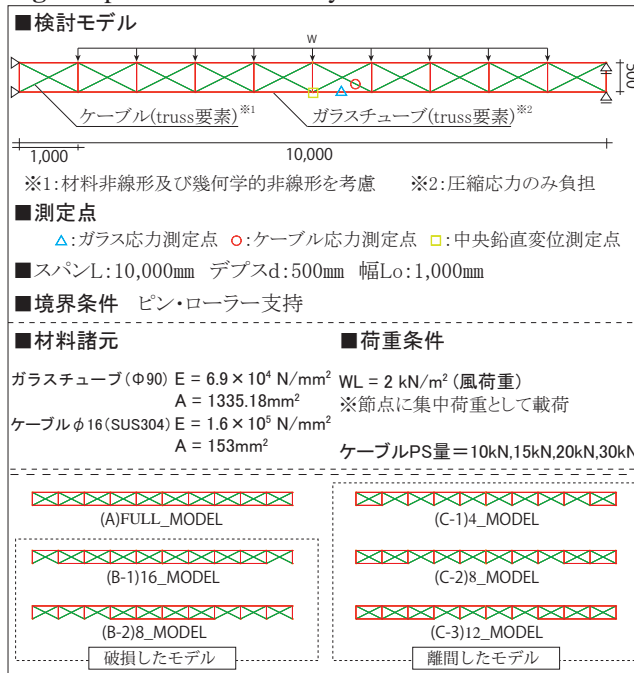 ■検討モデル
w
ケーブル(truss要素)※1
ガラスチューブ(truss要素)※2
500
1,000
10,000
※1:材料非線形及び幾何学的非線形を考慮 ※2:圧縮応力のみ負担
■測定点
△:ガラス応力測定点 ○:ケーブル応力測定点 □:中央鉛直変位測定点
■スパンL:10,000mm デプスd:500mm 幅Lo:1,000mm
■境界条件 ピン・ローラー支持
■材料諸元
ガラスチューブ(Φ90) E = 6.9×10⁴ N/mm²
A = 1335.18mm²
ケーブルφ16(SUS304) E = 1.6×10⁵ N/mm²
A = 153mm²
■荷重条件
WL = 2 kN/m² (風荷重)
※節点に集中荷重として載荷
ケーブルPS量=10kN,15kN,20kN,30kN
(A)FULL_MODEL
(B-1)16_MODEL
(B-2)8_MODEL
破損したモデル
(C-1)4_MODEL
(C-2)8_MODEL
(C-3)12_MODEL
離間したモデル